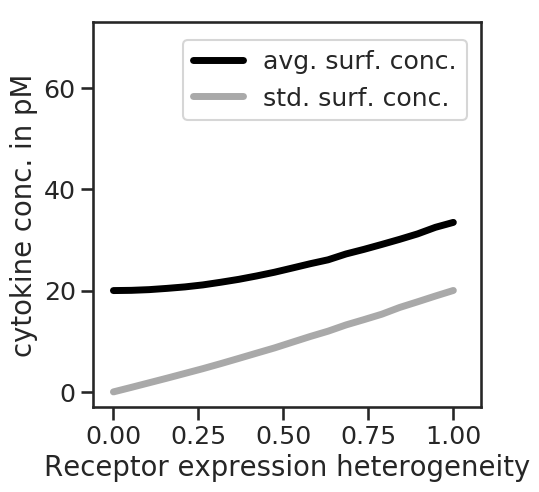 avg. surf. conc.
std. surf. conc.
cytokine conc. in pM
60
40
20
0
0.00 0.25 0.50 0.75 1.00
Receptor expression heterogeneity